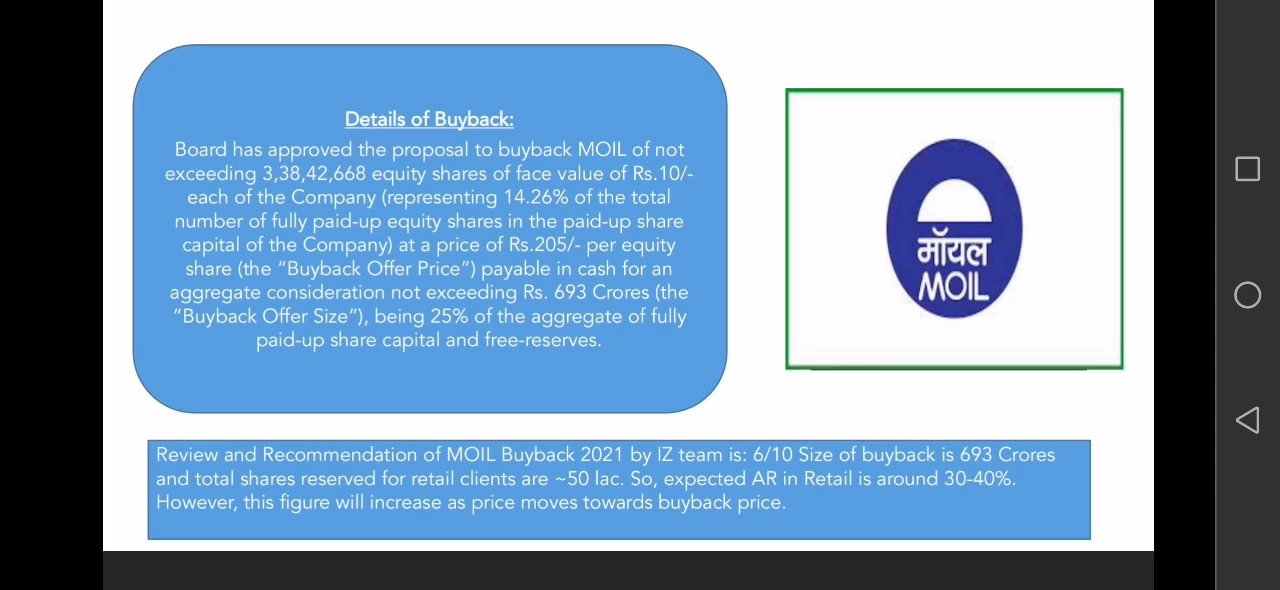 Details of Buyback:
Board has approved the proposal to buyback MOIL of not
exceeding 3,38,42,668 equity shares of face value of Rs.10/-
each of the Company (representing 14.26% of the total
number of fully paid-up equity shares in the paid-up share
capital of the Company) at a price of Rs.205/- per equity
share (the “Buyback Offer Price”) payable in cash for an
aggregate consideration not exceeding Rs. 693 Crores (the
“Buyback Offer Size”), being 25% of the aggregate of fully
paid-up share capital and free-reserves.
मॉयल
MOIL
Review and Recommendation of MOIL Buyback 2021 by IZ team is: 6/10 Size of buyback is 693 Crores
and total shares reserved for retail clients are ~50 lac. So, expected AR in Retail is around 30-40%.
However, this figure will increase as price moves towards buyback price.